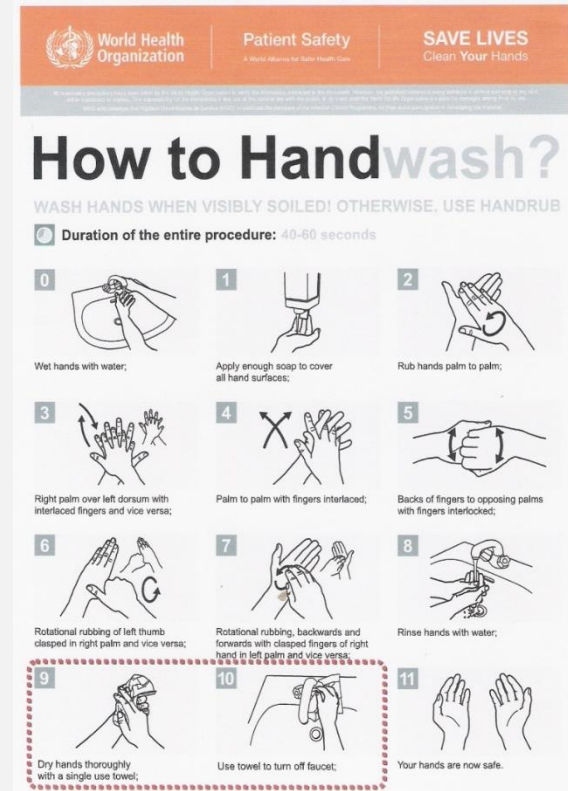 World Health
Organization
Patient Safety
A World Alliance for Safer Health Care
SAVE LIVES
Clean Your Hands
How to Handwash?
WASH HANDS WHEN VISIBLY SOILED! OTHERWISE, USE HANDRUB
Duration of the entire procedure: 40-60 seconds
0
Wet hands with water;
1
Apply enough soap to cover
all hand surfaces;
2
Rub hands palm to palm;
3
Right palm over left dorsum with
interlaced fingers and vice versa;
4
Palm to palm with fingers interlaced;
5
Backs of fingers to opposing palms
with fingers interlocked;
6
Rotational rubbing of left thumb
clasped in right palm and vice versa;
7
Rotational rubbing, backwards and
forwards with clasped fingers of right
hand in left palm and vice versa;
8
Rinse hands with water;
9
Dry hands thoroughly
with a single use towel;
10
Use towel to turn off faucet;
11
Your hands are now safe.